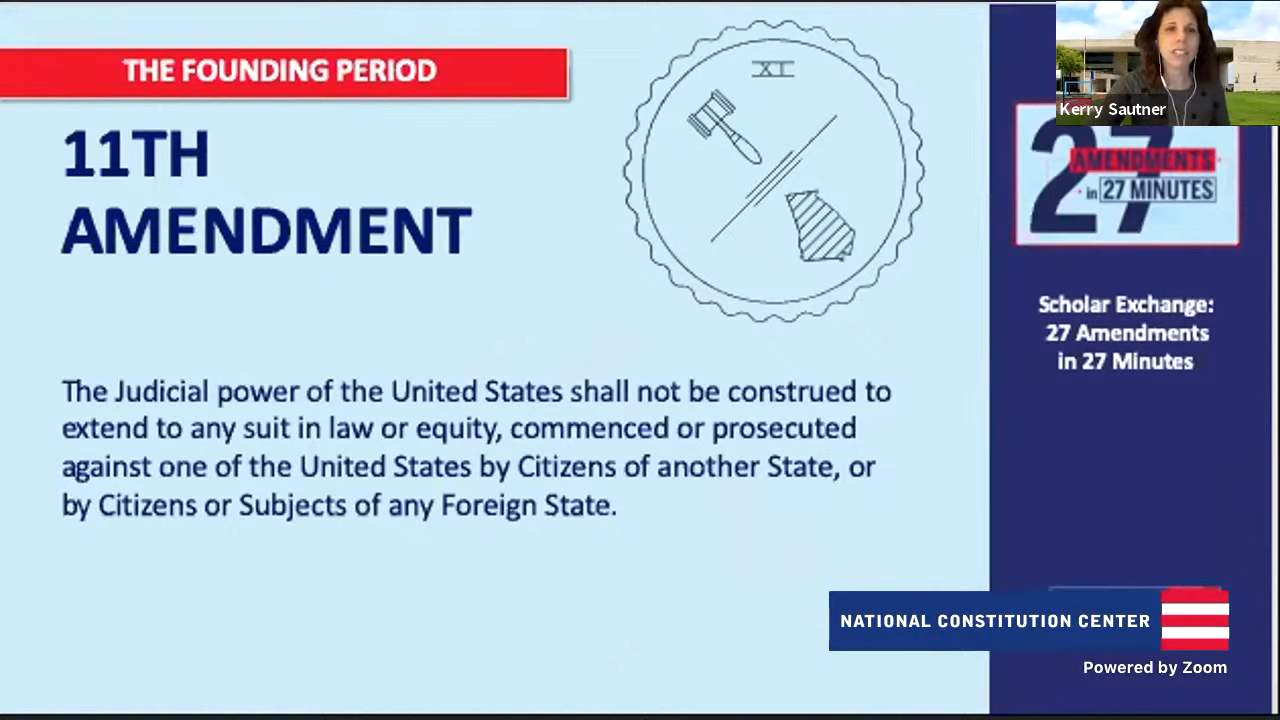 THE FOUNDING PERIOD
XI
11TH
AMENDMENT
The Judicial power of the United States shall not be construed to
extend to any suit in law or equity, commenced or prosecuted
against one of the United States by Citizens of another State, or
by Citizens or Subjects of any Foreign State.
Kerry Sautner
27
AMENDMENTS
in 27 MINUTES
Scholar Exchange:
27 Amendments
in 27 Minutes
NATIONAL CONSTITUTION CENTER
Powered by Zoom